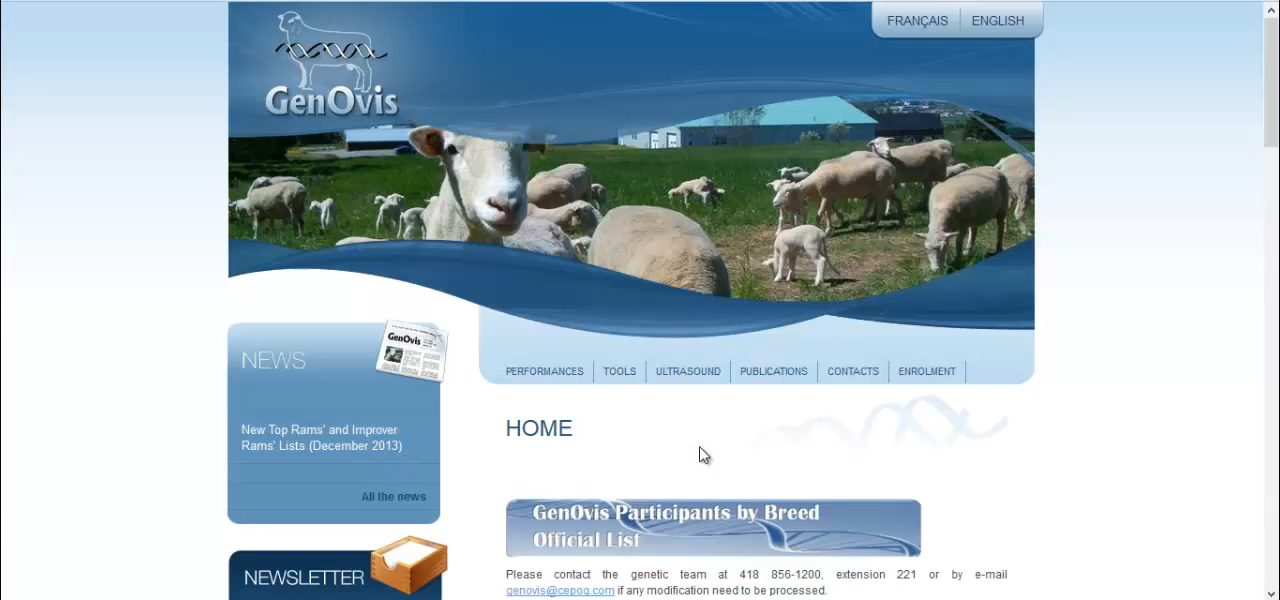 FRANÇAIS ENGLISH
GenOvis
GenOvis
NEWS
New Top Rams' and Improver
Rams' Lists (December 2013)
All the news
NEWSLETTER
PERFORMANCES TOOLS ULTRASOUND PUBLICATIONS CONTACTS ENROLMENT
HOME
GenOvis Participants by Breed
Official List
Please contact the genetic team at 418 856-1200, extension 221 or by e-mail
genovis@cepoq.com if any modification need to be processed.